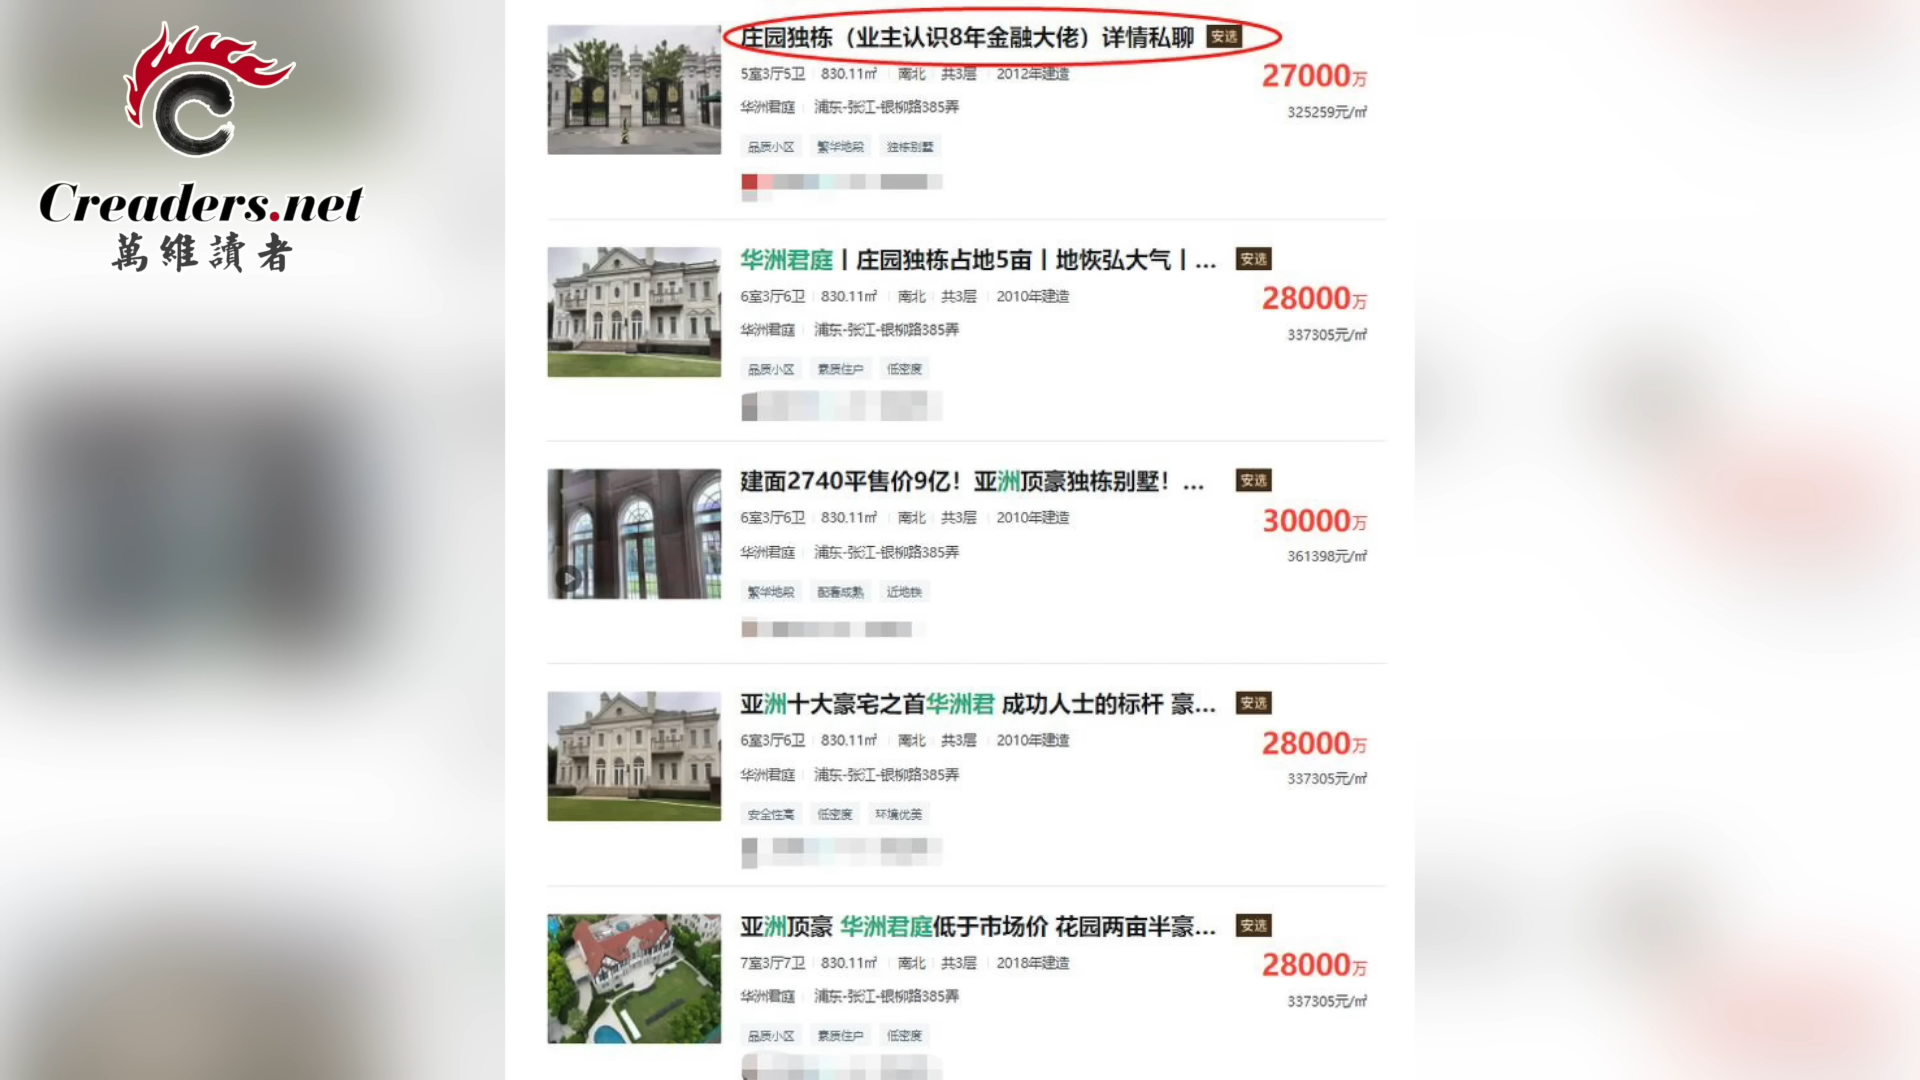 Creaders.net
萬維讀者
庄园独栋（业主认识8年金融大佬）详情私聊 安选
5室3厅5卫 830.11㎡ 南北 共3层 2012年建造
27000万
华洲君庭 浦东-张江-银柳路385弄
325259元/㎡
品质小区 繁华地段 独栋别墅
华洲君庭丨庄园独栋占地5亩丨地恢弘大气丨... 安选
6室3厅6卫 830.11㎡ 南北 共3层 2010年建造
28000万
华洲君庭 浦东-张江-银柳路385弄
337305元/㎡
品质小区 素质住户 低密度
建面2740平售价9亿！亚洲顶豪独栋别墅！... 安选
6室3厅6卫 830.11㎡ 南北 共3层 2010年建造
30000万
华洲君庭 浦东-张江-银柳路385弄
361398元/㎡
繁华地段 配套成熟 近地铁
亚洲十大豪宅之首华洲君 成功人士的标杆 豪... 安选
6室3厅6卫 830.11㎡ 南北 共3层 2010年建造
28000万
华洲君庭 浦东-张江-银柳路385弄
337305元/㎡
安全性高 低密度 环境优美
亚洲顶豪 华洲君庭低于市场价 花园两亩半豪... 安选
7室3厅7卫 830.11㎡ 南北 共3层 2018年建造
28000万
华洲君庭 浦东-张江-银柳路385弄
337305元/㎡
品质小区 素质住户 低密度